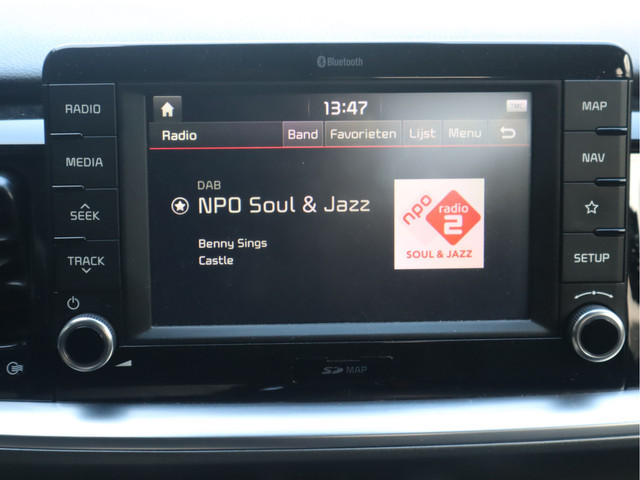 Bluetooth
RADIO
MEDIA
SEEK
TRACK
13:47
TMC
Radio
Band
Favorieten
Lijst
Menu
DAB
NPO Soul & Jazz
Benny Sings
Castle
npo
radio
2
SOUL & JAZZ
MAP
NAV
SETUP
SD MAP